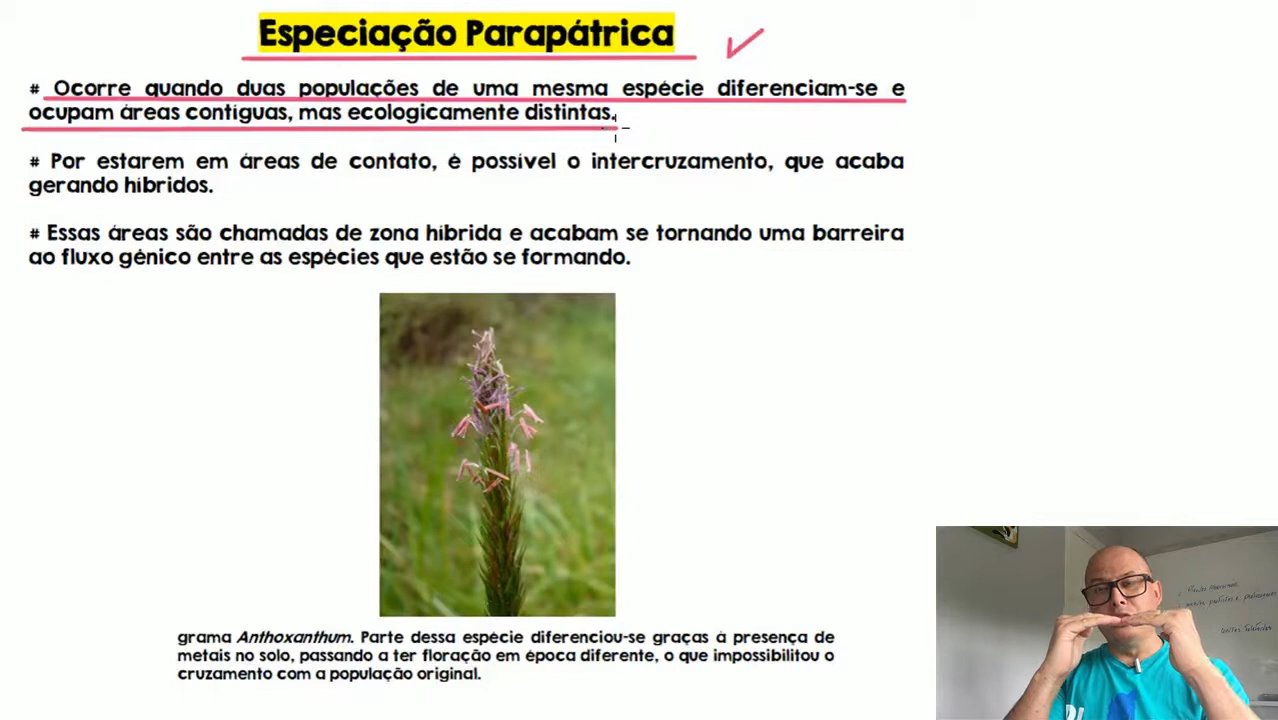 Especiação Parapátrica
# Ocorre quando duas populações de uma mesma espécie diferenciam-se e
ocupam áreas contíguas, mas ecologicamente distintas.
# Por estarem em áreas de contato, é possível o intercruzamento, que acaba
gerando híbridos.
# Essas áreas são chamadas de zona híbrida e acabam se tornando uma barreira
ao fluxo gênico entre as espécies que estão se formando.
grama Anthoxanthum. Parte dessa espécie diferenciou-se graças à presença de
metais no solo, passando a ter floração em época diferente, o que impossibilitou o
cruzamento com a população original.